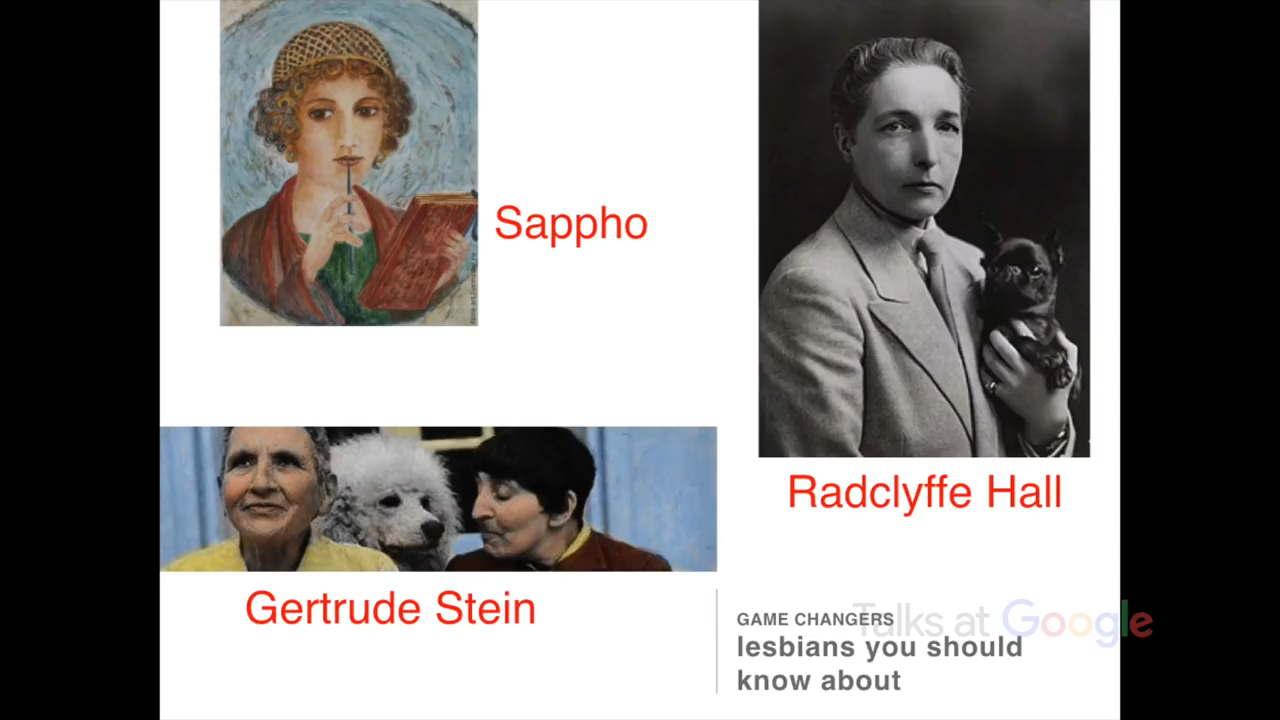 Sappho
Radclyffe Hall
Gertrude Stein
GAME CHANGERS
Talks at Google
lesbians you should
know about